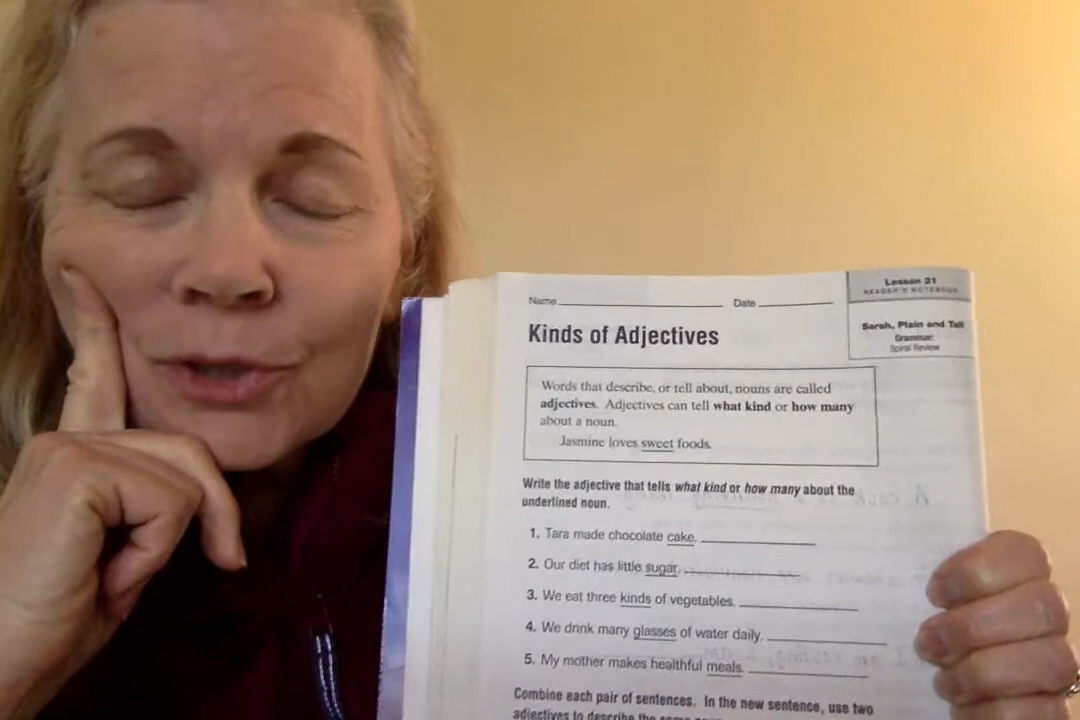 Name Date
Lesson 21
READER'S NOTEBOOK
Kinds of Adjectives
Sarah, Plain and Tall
Grammar:
Spiral Review
Words that describe, or tell about, nouns are called
adjectives. Adjectives can tell what kind or how many
about a noun.
Jasmine loves sweet foods.
Write the adjective that tells what kind or how many about the
underlined noun.
1. Tara made chocolate cake.
2. Our diet has little sugar.
3. We eat three kinds of vegetables.
4. We drink many glasses of water daily.
5. My mother makes healthful meals.
Combine each pair of sentences. In the new sentence, use two
adjectives to describe the same